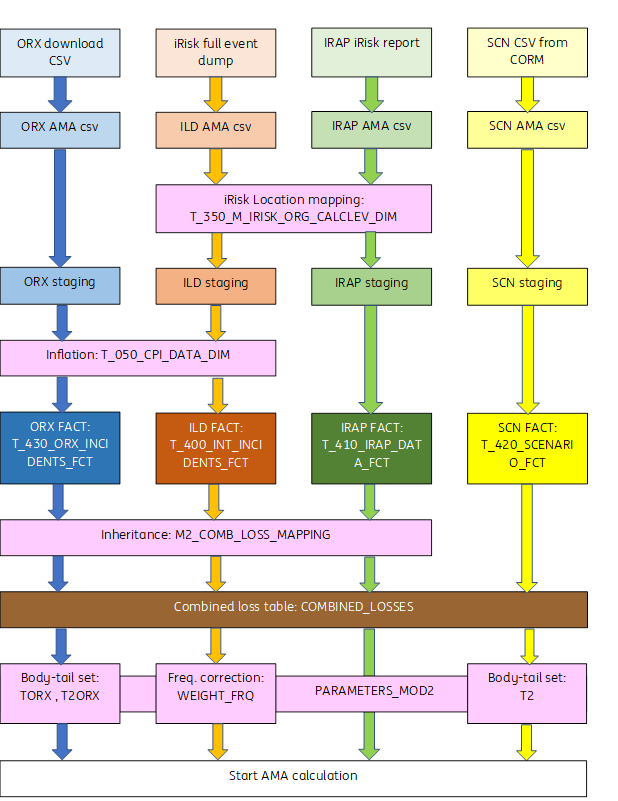 ORX download
CSV
iRisk full event
dump
IRAP iRisk report
SCN CSV from
CORM
ORX AMA csv
ILD AMA csv
IRAP AMA csv
SCN AMA csv
iRisk Location mapping:
T_350_M_IRISK_ORG_CALCLEV_DIM
ORX staging
ILD staging
IRAP staging
SCN staging
Inflation: T_050_CPI_DATA_DIM
ORX FACT:
T_430_ORX_INCI
DENTS_FCT
ILD FACT:
T_400_INT_INCI
DENTS_FCT
IRAP FACT:
T_410_IRAP_DAT
A_FCT
SCN FACT:
T_420_SCENARI
O_FCT
Inheritance: M2_COMB_LOSS_MAPPING
Combined loss table: COMBINED_LOSSES
Body-tail set:
TORX , T2ORX
Freq. correction:
WEIGHT_FRQ
PARAMETERS_MOD2
Body-tail set:
T2
Start AMA calculation